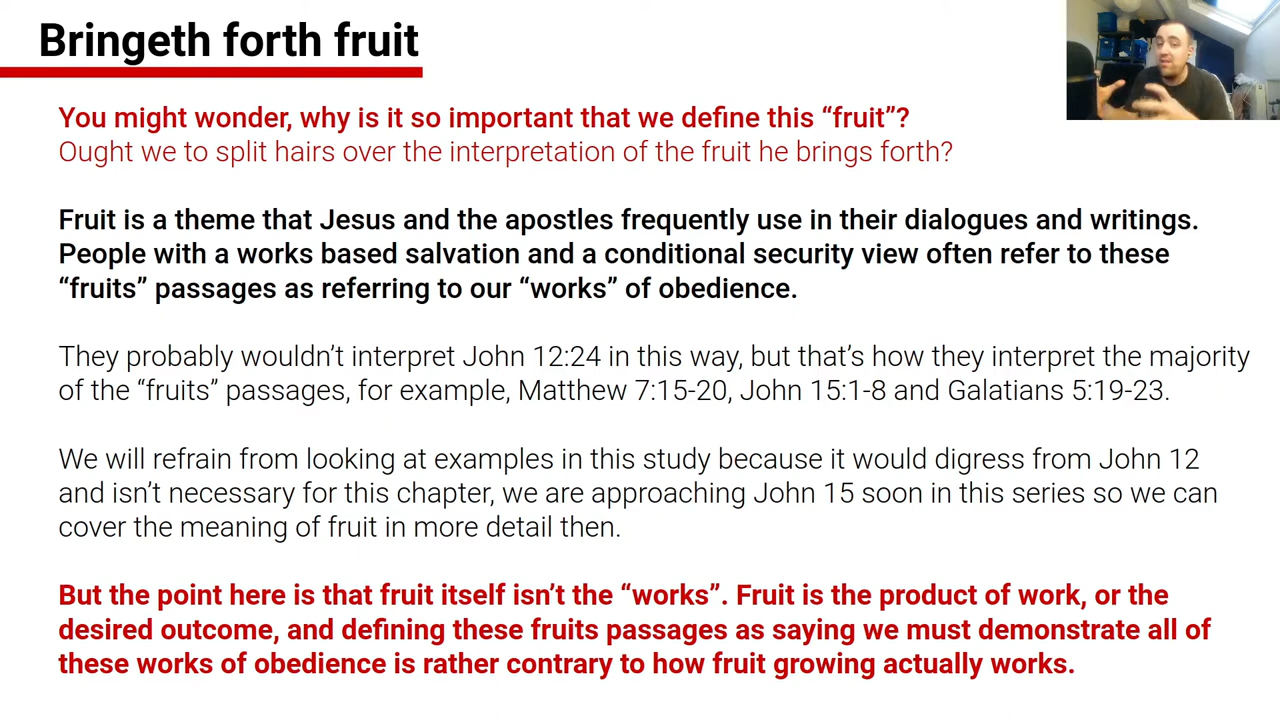 Bringeth forth fruit
You might wonder, why is it so important that we define this “fruit”?
Ought we to split hairs over the interpretation of the fruit he brings forth?
Fruit is a theme that Jesus and the apostles frequently use in their dialogues and writings.
People with a works based salvation and a conditional security view often refer to these
“fruits” passages as referring to our “works” of obedience.
They probably wouldn’t interpret John 12:24 in this way, but that’s how they interpret the majority
of the “fruits” passages, for example, Matthew 7:15-20, John 15:1-8 and Galatians 5:19-23.
We will refrain from looking at examples in this study because it would digress from John 12
and isn’t necessary for this chapter, we are approaching John 15 soon in this series so we can
cover the meaning of fruit in more detail then.
But the point here is that fruit itself isn’t the “works”. Fruit is the product of work, or the
desired outcome, and defining these fruits passages as saying we must demonstrate all of
these works of obedience is rather contrary to how fruit growing actually works.